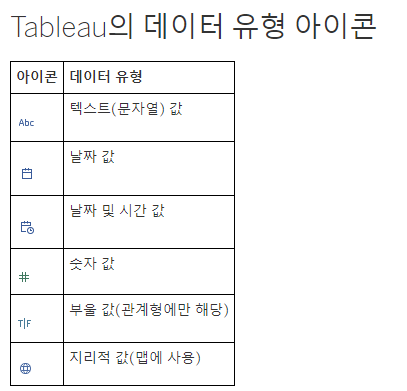 Tableau의 데이터 유형 아이콘
아이콘 데이터 유형
Abc 텍스트(문자열) 값
날짜 값
날짜 및 시간 값
# 숫자 값
T|F 부울 값(관계형에만 해당)
지리적 값(맵에 사용)